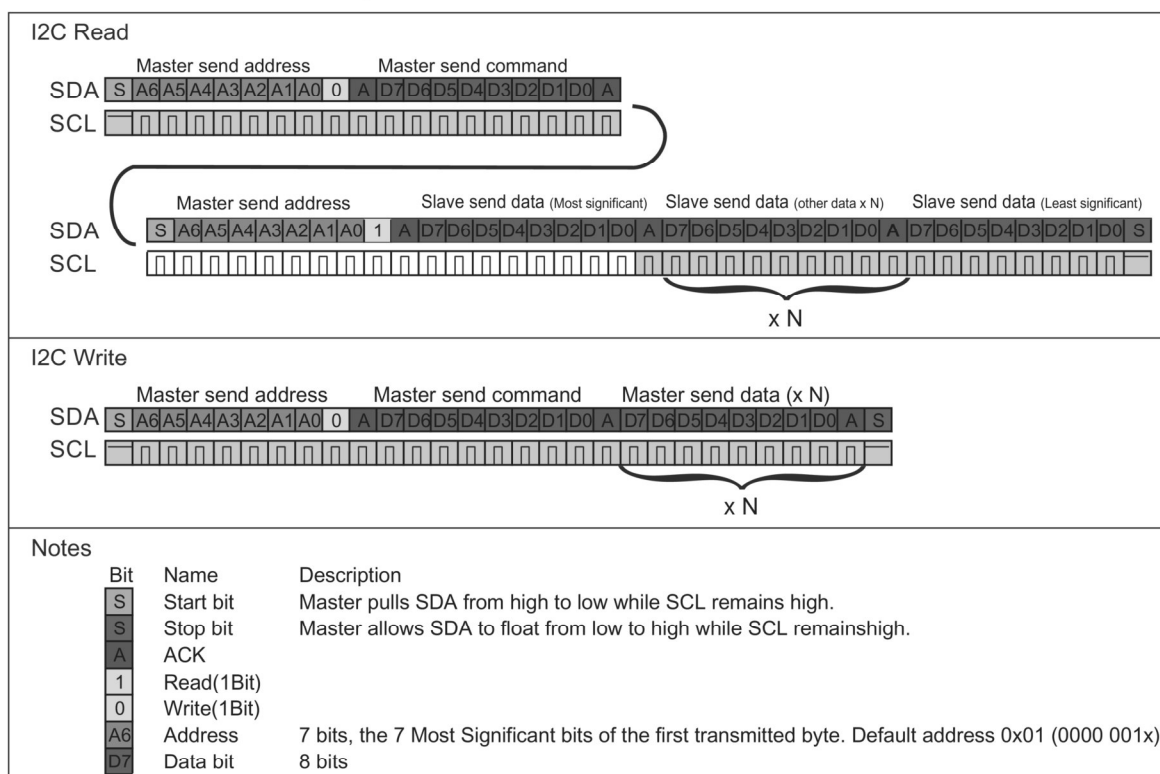 I2C Read
Master send address Master send command
SDA S A6 A5 A4 A3 A2 A1 A0 0 A D7 D6 D5 D4 D3 D2 D1 D0 A
SCL
Master send address Slave send data (Most significant) Slave send data (other data x N) Slave send data (Least significant)
SDA S A6 A5 A4 A3 A2 A1 A0 1 A D7 D6 D5 D4 D3 D2 D1 D0 A D7 D6 D5 D4 D3 D2 D1 D0 A D7 D6 D5 D4 D3 D2 D1 D0 S
SCL
x N
I2C Write
Master send address Master send command Master send data (x N)
SDA S A6 A5 A4 A3 A2 A1 A0 0 A D7 D6 D5 D4 D3 D2 D1 D0 A D7 D6 D5 D4 D3 D2 D1 D0 A S
SCL
x N
Notes
Bit Name Description
S Start bit Master pulls SDA from high to low while SCL remains high.
S Stop bit Master allows SDA to float from low to high while SCL remainshigh.
A ACK
1 Read(1Bit)
0 Write(1Bit)
A6 Address 7 bits, the 7 Most Significant bits of the first transmitted byte. Default address 0x01 (0000 001x)
D7 Data bit 8 bits